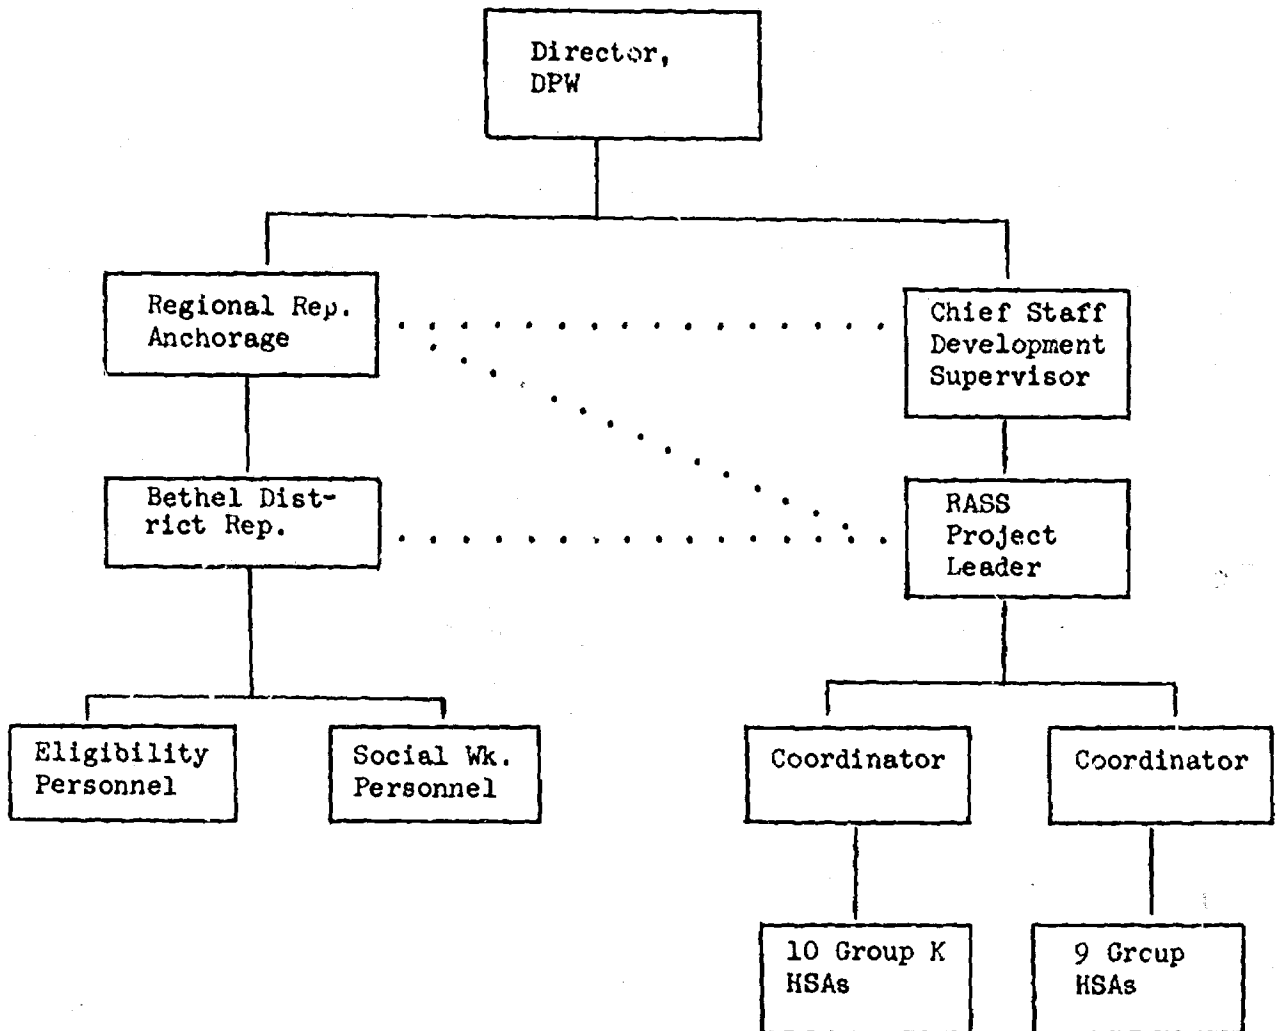 Director,
DPW
Regional Rep.
Anchorage
Chief Staff
Development
Supervisor
Bethel Dist-
rict Rep.
RASS
Project
Leader
Eligibility
Personnel
Social Wk.
Personnel
Coordinator
Coordinator
10 Group K
HSAs
9 Group
HSAs